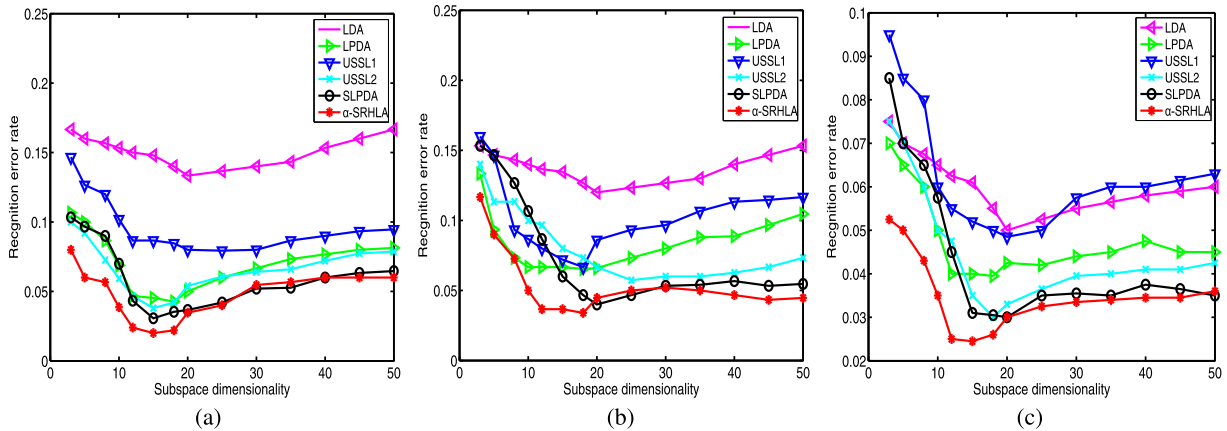 0.25
0.2
0.15
0.1
0.05
0
0 10 20 30 40 50
Recgnition error rate
Subspace dimensionality
LDA
LPDA
USSL1
USSL2
SLPDA
α-SRHLA
(a)
0.25
0.2
0.15
0.1
0.05
0
0 10 20 30 40 50
Recgnition error rate
Subspace dimensionality
LDA
LPDA
USSL1
USSL2
SLPDA
α-SRHLA
(b)
0.1
0.09
0.08
0.07
0.06
0.05
0.04
0.03
0.02
0 10 20 30 40 50
Recgnition error rate
Subspace dimensionality
LDA
LPDA
USSL1
USSL2
SLPDA
α-SRHLA
(c)